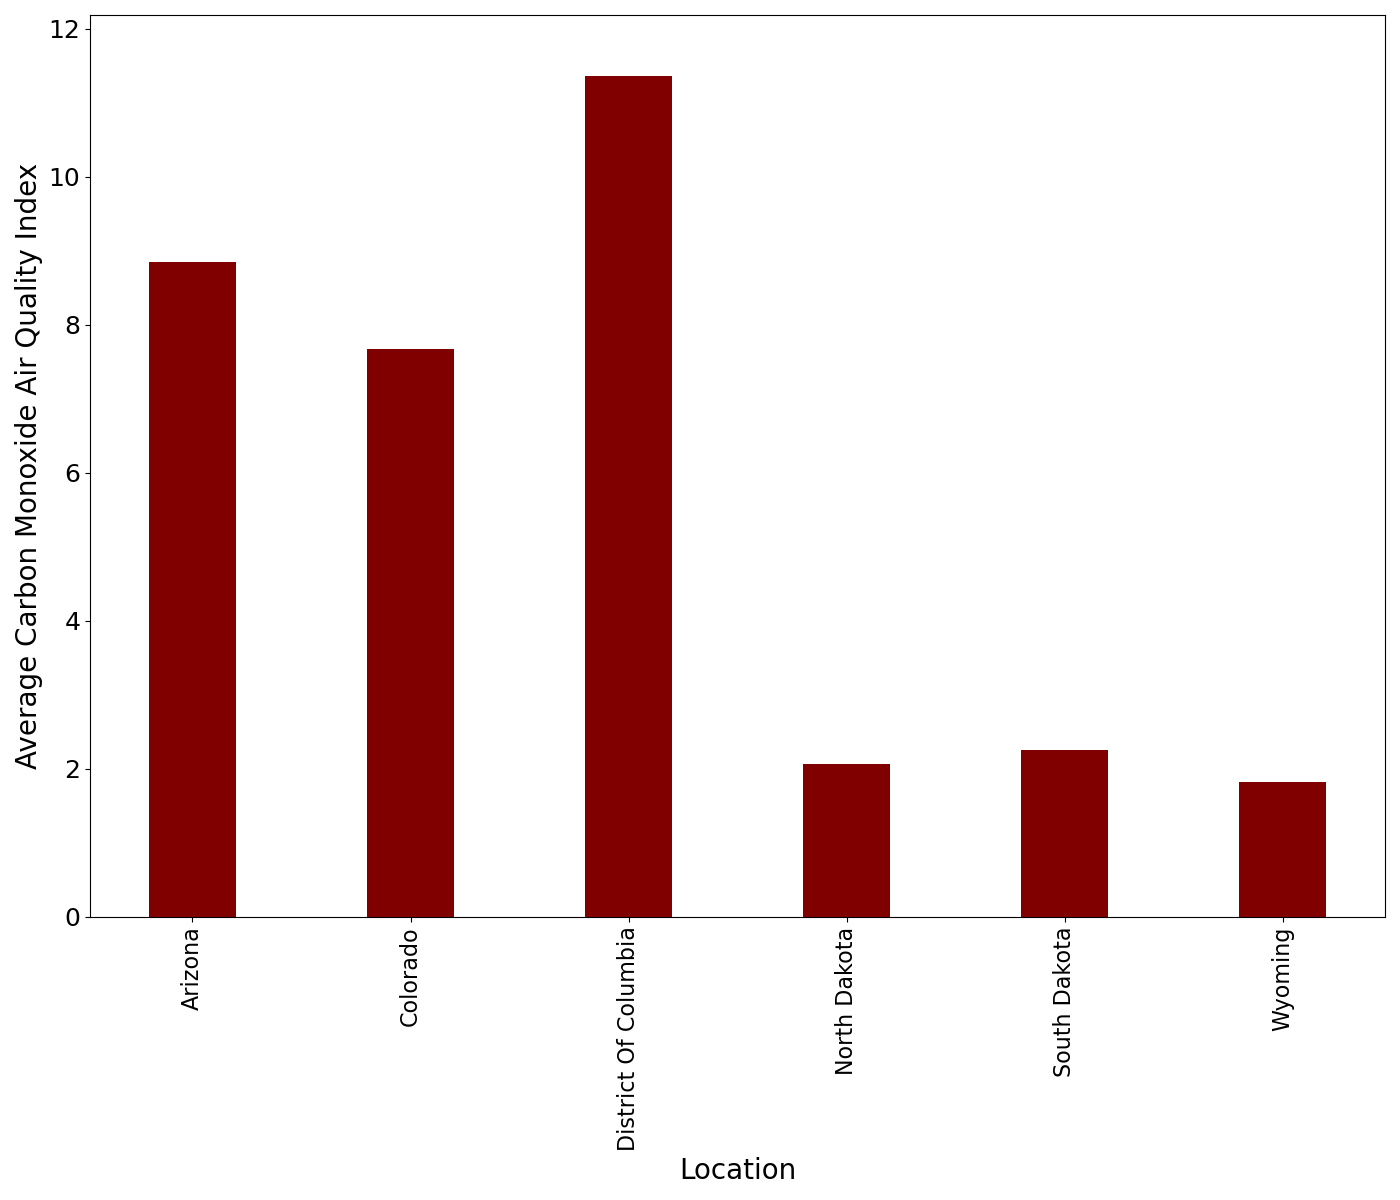 12
10
8
6
4
2
0
Average Carbon Monoxide Air Quality Index
Arizona
Colorado
District Of Columbia
North Dakota
South Dakota
Wyoming
Location